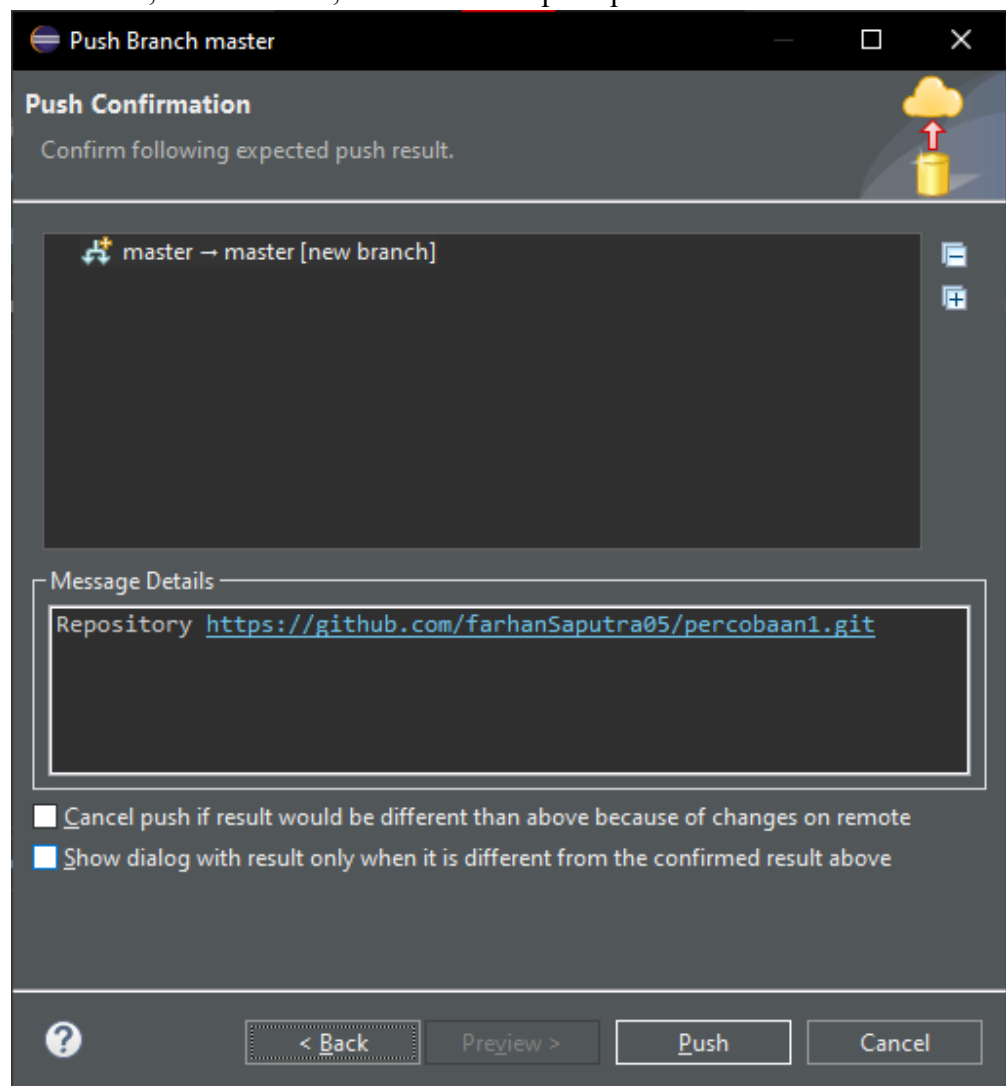 Push Branch master
Push Confirmation
Confirm following expected push result.
master → master [new branch]
Message Details
Repository https://github.com/farhanSaputra05/percobaan1.git
Cancel push if result would be different than above because of changes on remote
Show dialog with result only when it is different from the confirmed result above
?
< Back
Preview >
Push
Cancel